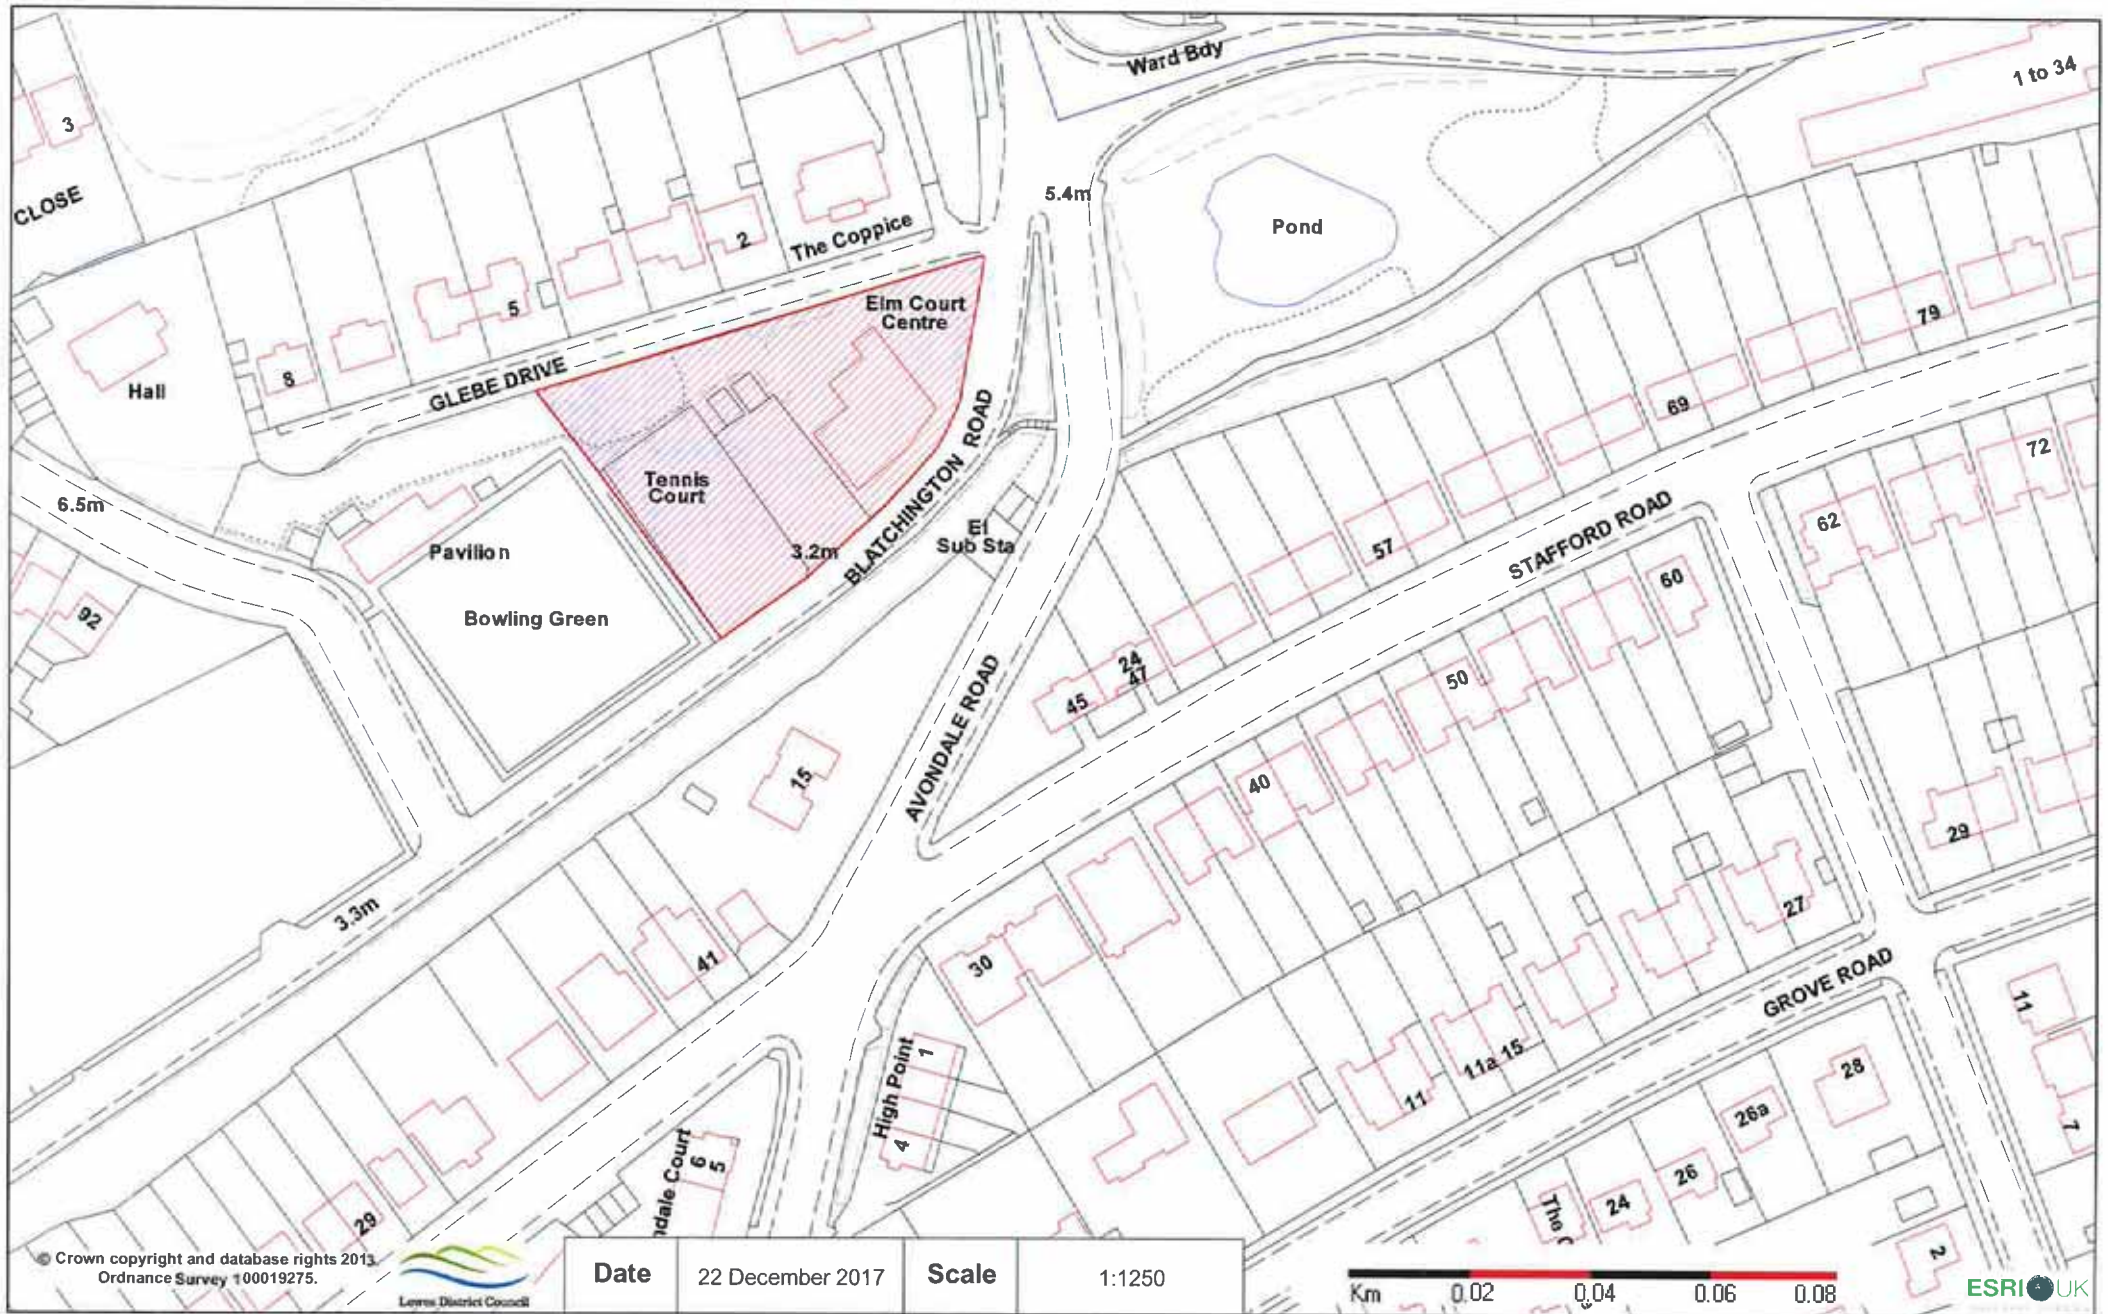 Ward Bdy
1 to 34
3
CLOSE
5.4m
Pond
The Coppice
2
Elm Court
Centre
5
79
8
Hall
GLEBE DRIVE
BLATCHINGTON ROAD
69
72
Tennis
Court
6.5m
El
Sub Sta
3.2m
Pavilion
57
STAFFORD ROAD
62
60
92
Bowling Green
24
47
45
50
AVONDALE ROAD
15
40
29
3.3m
41
30
27
GROVE ROAD
11
High Point
1
4
11a 15
11
28
26a
7
ndale Court
6
5
26
24
The
29
2
© Crown copyright and database rights 2013.
Ordnance Survey 100019275.
Lewes District Council
Date
22 December 2017
Scale
1:1250
Km
0.02
0.04
0.06
0.08
ESRI UK